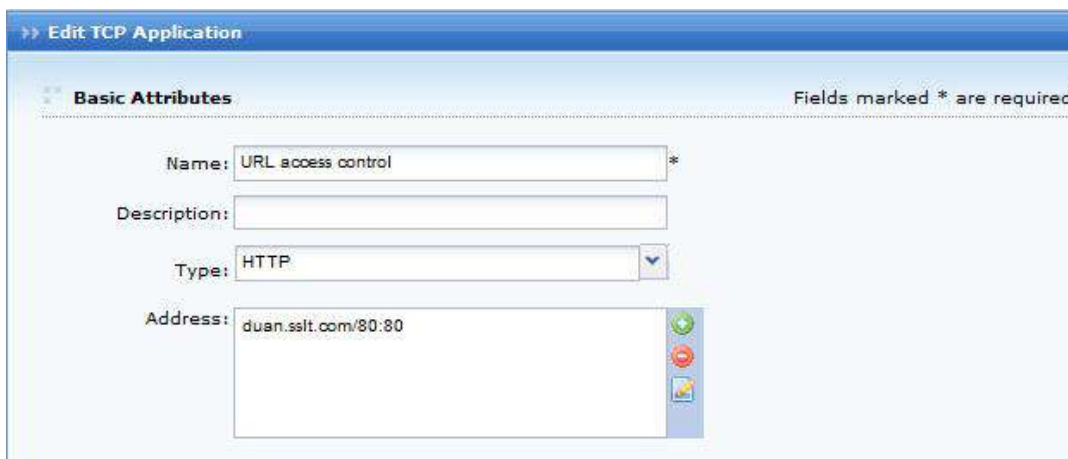 Edit TCP Application
Basic Attributes
Fields marked * are required
Name: URL access control *
Description:
Type: HTTP
Address: duan.sslt.com/80:80